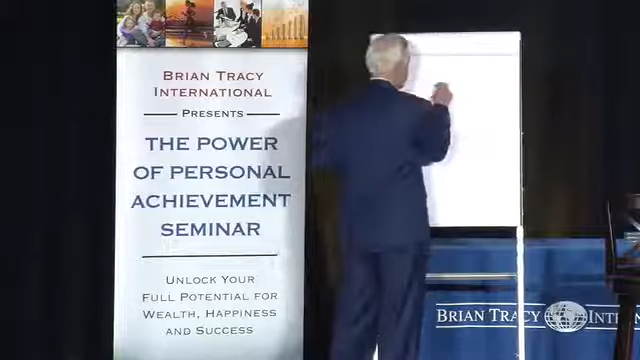 BRIAN TRACY
INTERNATIONAL
PRESENTS
THE POWER
OF PERSONAL
ACHIEVEMENT
SEMINAR
UNLOCK YOUR
FULL POTENTIAL FOR
WEALTH, HAPPINESS
AND SUCCESS
BRIAN TRACY INTERN